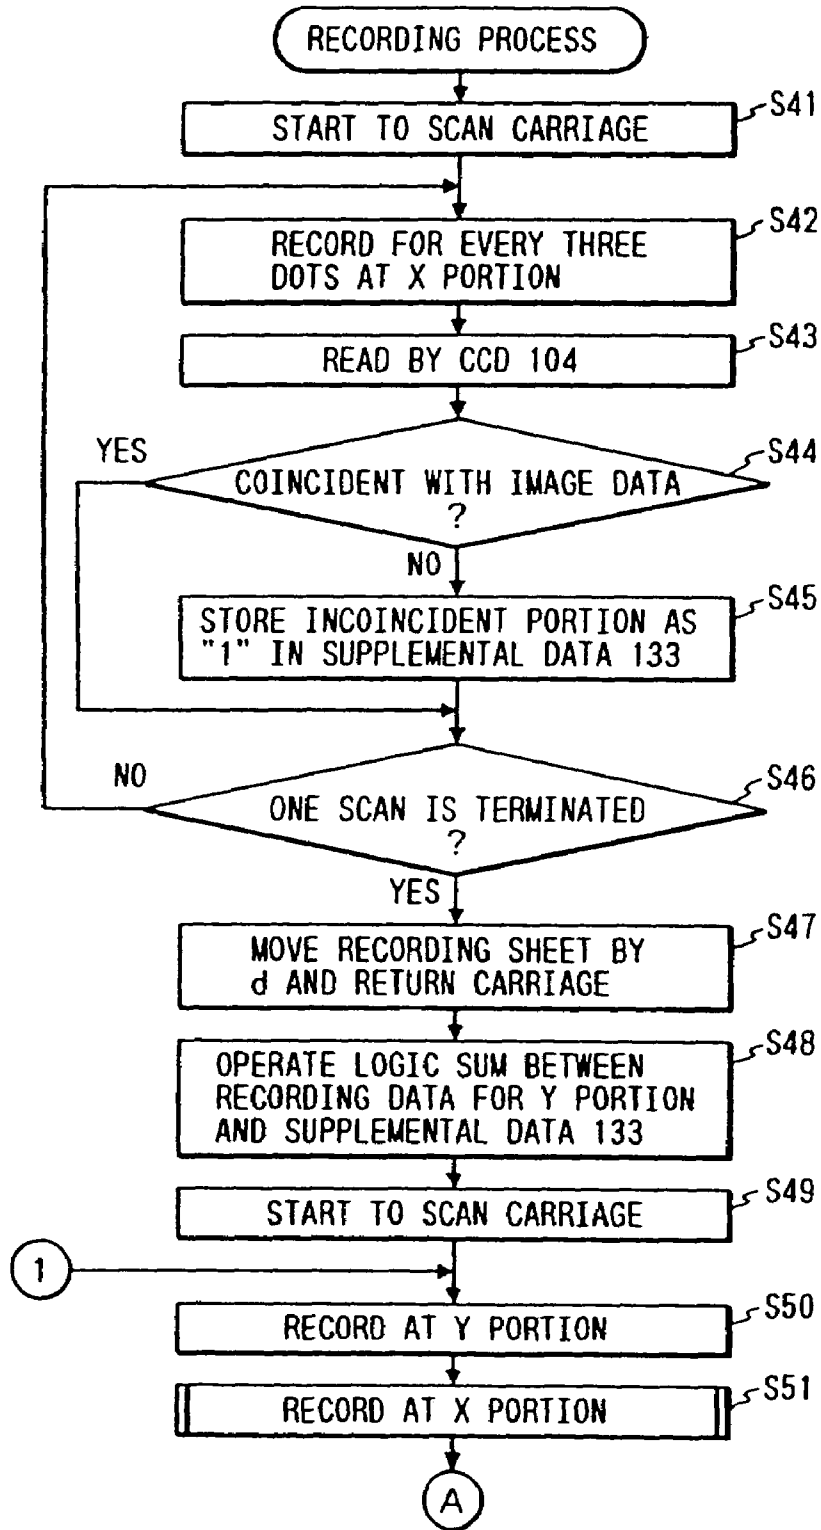 RECORDING PROCESS
START TO SCAN CARRIAGE
S41
RECORD FOR EVERY THREE
DOTS AT X PORTION
S42
READ BY CCD 104
S43
YES
COINCIDENT WITH IMAGE DATA
?
S44
NO
STORE INCOINCIDENT PORTION AS
"1" IN SUPPLEMENTAL DATA 133
S45
NO
ONE SCAN IS TERMINATED
?
S46
YES
MOVE RECORDING SHEET BY
d AND RETURN CARRIAGE
S47
OPERATE LOGIC SUM BETWEEN
RECORDING DATA FOR Y PORTION
AND SUPPLEMENTAL DATA 133
S48
START TO SCAN CARRIAGE
S49
1
RECORD AT Y PORTION
S50
RECORD AT X PORTION
S51
A